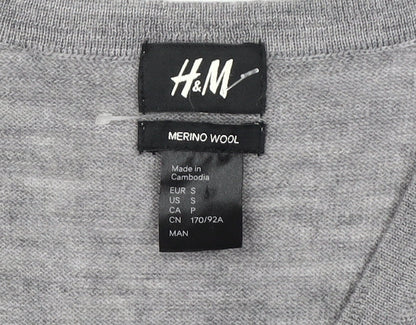 H&M
MERINO WOOL
Made in
Cambodia
EUR S
US S
CA P
CN 170/92A
MAN